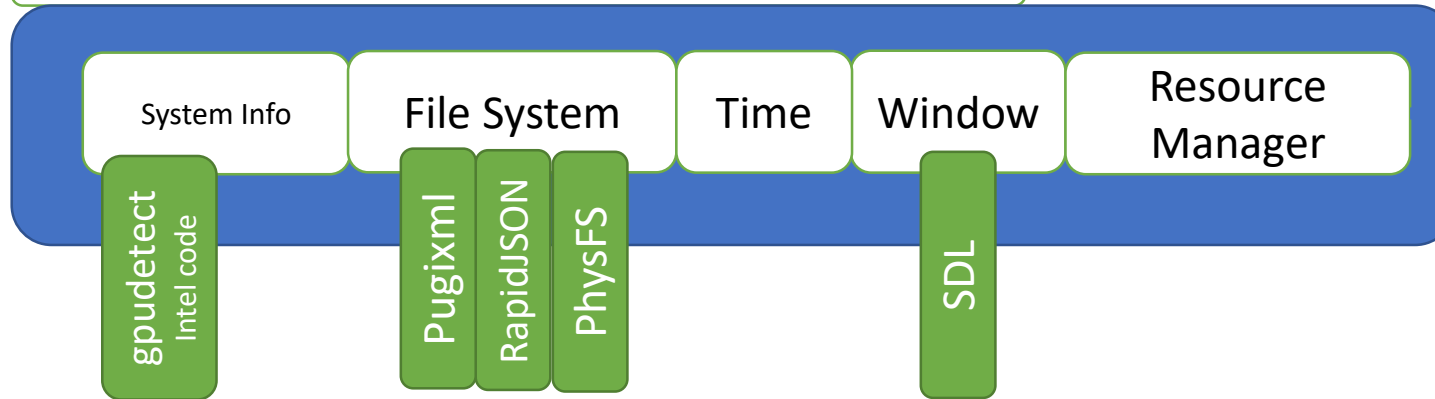 System Info
File System
Time
Window
Resource
Manager
gpudetect
Intel code
Pugixml
RapidJSON
PhysFS
SDL